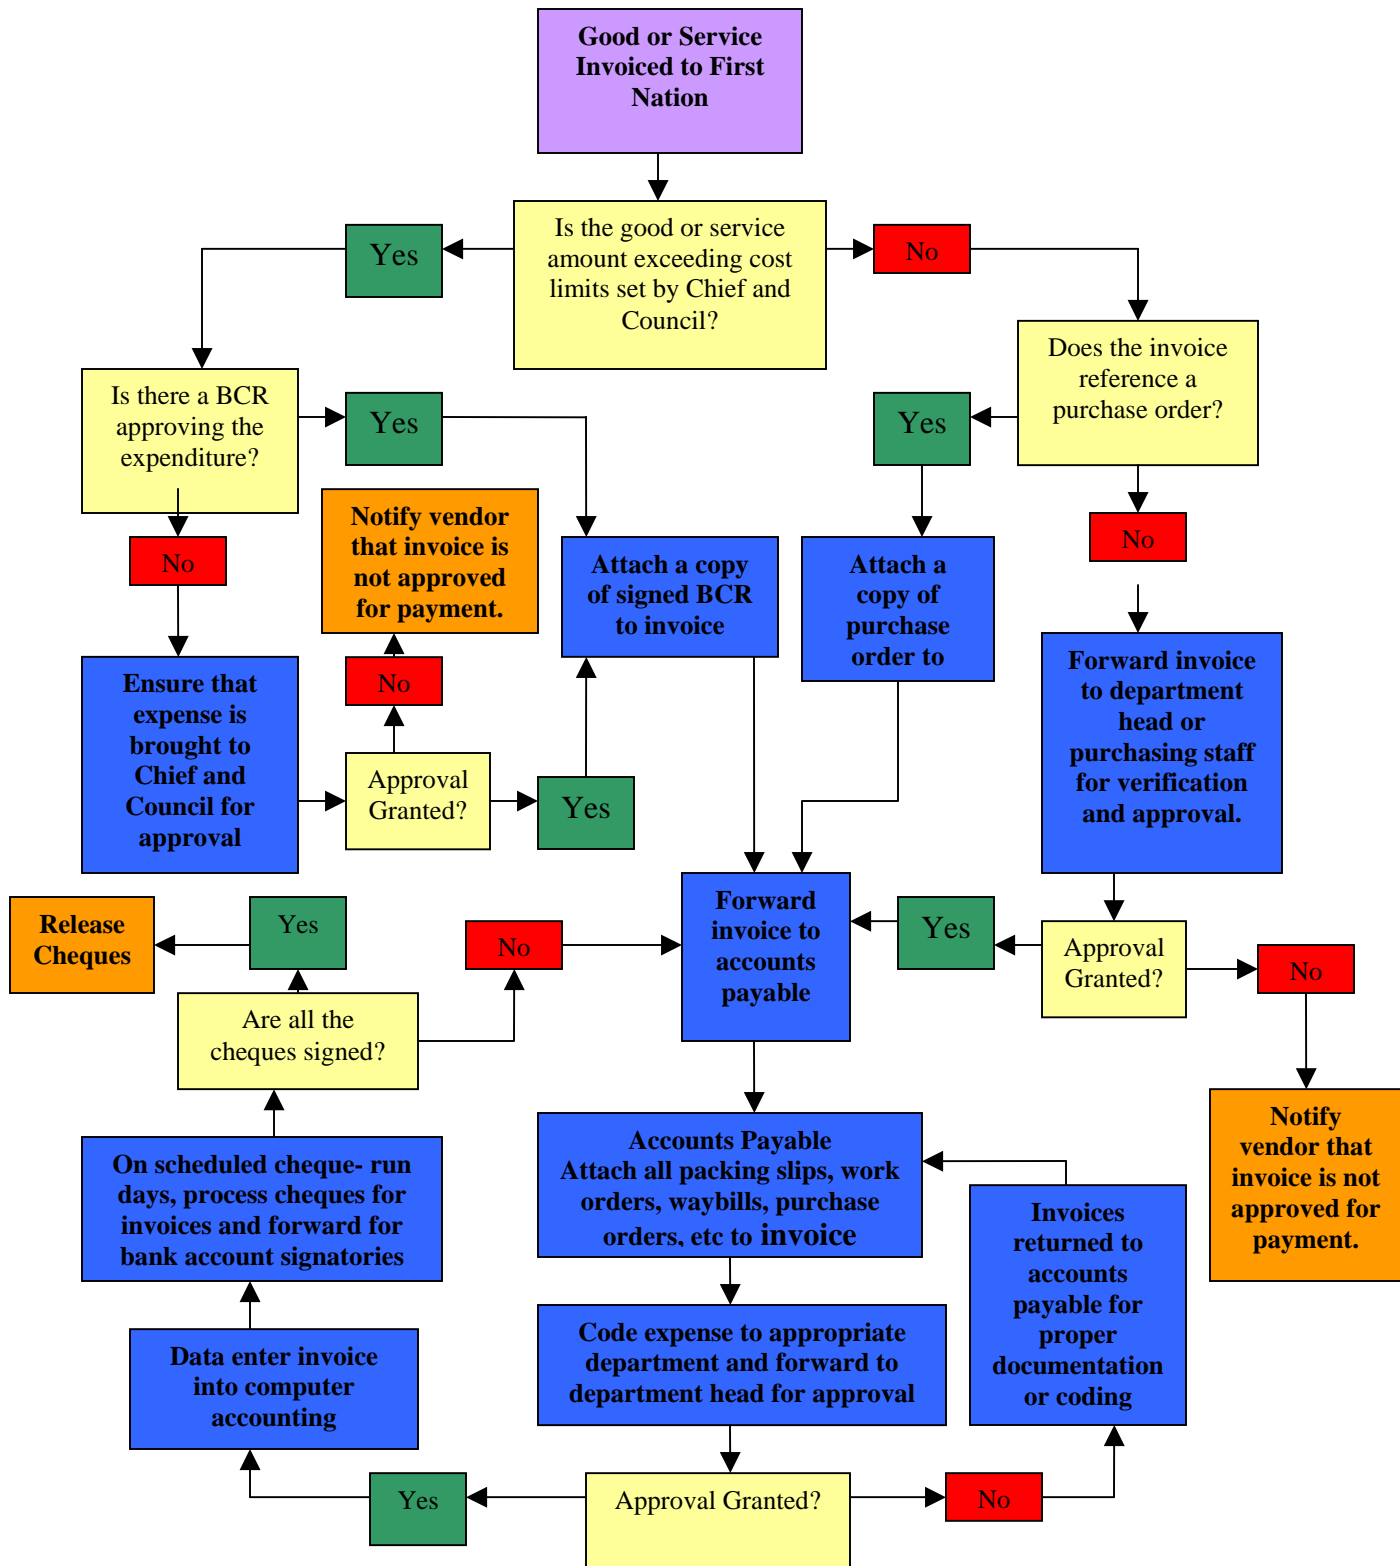 Good or Service
Invoiced to First
Nation
Is the good or service
amount exceeding cost
limits set by Chief and
Council?
Yes
No
Does the invoice
reference a
purchase order?
Is there a BCR
approving the
expenditure?
Yes
Yes
No
Notify vendor
that invoice is
not approved
for payment.
Attach a copy
of signed BCR
to invoice
Attach a
copy of
purchase
order to
No
Ensure that
expense is
brought to
Chief and
Council for
approval
No
Approval
Granted?
Yes
Forward invoice
to department
head or
purchasing staff
for verification
and approval.
Release
Cheques
Yes
No
Forward
invoice to
accounts
payable
Yes
Approval
Granted?
No
Are all the
cheques signed?
Notify
vendor that
invoice is not
approved for
payment.
On scheduled cheque- run
days, process cheques for
invoices and forward for
bank account signatories
Accounts Payable
Attach all packing slips, work
orders, waybills, purchase
orders, etc to invoice
Invoices
returned to
accounts
payable for
proper
documentation
or coding
Data enter invoice
into computer
accounting
Code expense to appropriate
department and forward to
department head for approval
Yes
Approval Granted?
No